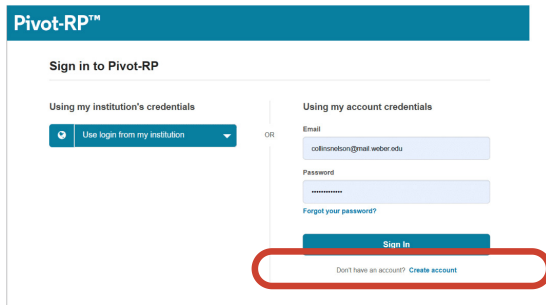 Pivot-RP™
Sign in to Pivot-RP
Using my institution's credentials
Use login from my institution
OR
Using my account credentials
Email
collinsnelson@mail.weber.edu
Password
•••••••••••••
Forgot your password?
Sign In
Don't have an account? Create account